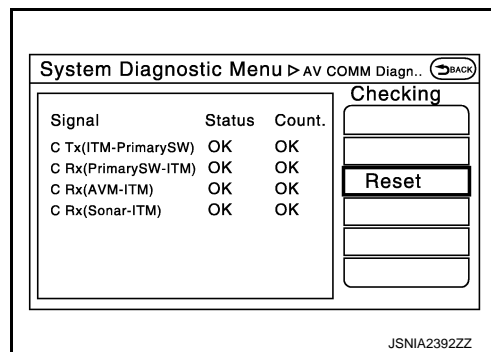 System Diagnostic Menu ▷ AV COMM Diagn.. BACK
Checking
Signal Status Count.
C Tx(ITM-PrimarySW) OK OK
C Rx(PrimarySW-ITM) OK OK
C Rx(AVM-ITM) OK OK
C Rx(Sonar-ITM) OK OK
Reset
JSNIA2392ZZ